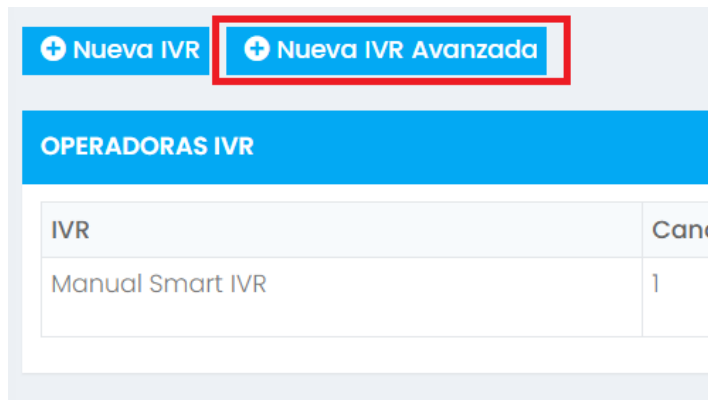 Nueva IVR Nueva IVR Avanzada
OPERADORAS IVR
IVR
Manual Smart IVR 1